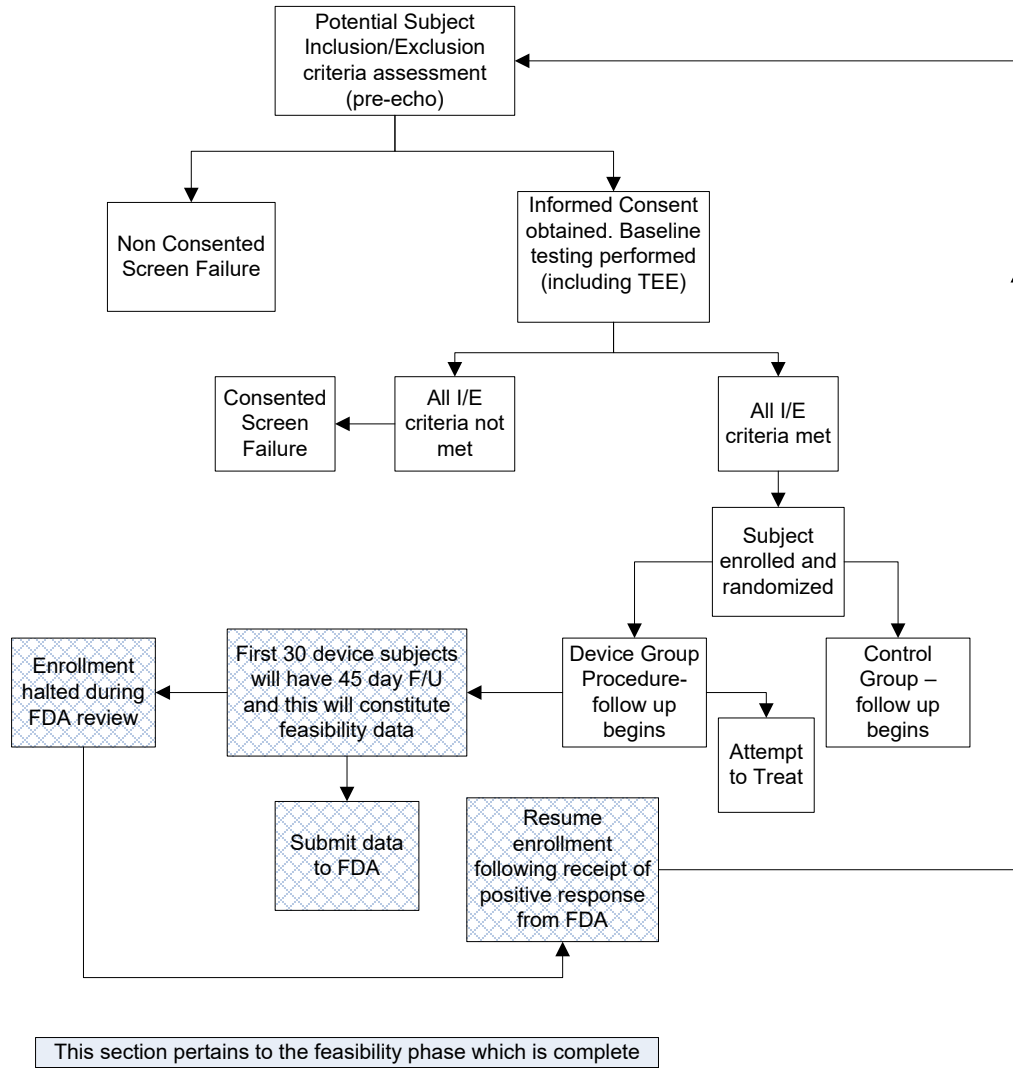 Potential Subject
Inclusion/Exclusion
criteria assessment
(pre-echo)
Non Consented
Screen Failure
Informed Consent
obtained. Baseline
testing performed
(including TEE)
Consented
Screen
Failure
All I/E
criteria not
met
All I/E
criteria met
Subject
enrolled and
randomized
Enrollment
halted during
FDA review
First 30 device subjects
will have 45 day F/U
and this will constitute
feasibility data
Device Group
Procedure-
follow up
begins
Control
Group –
follow up
begins
Attempt
to Treat
Submit data
to FDA
Resume
enrollment
following receipt of
positive response
from FDA
This section pertains to the feasibility phase which is complete